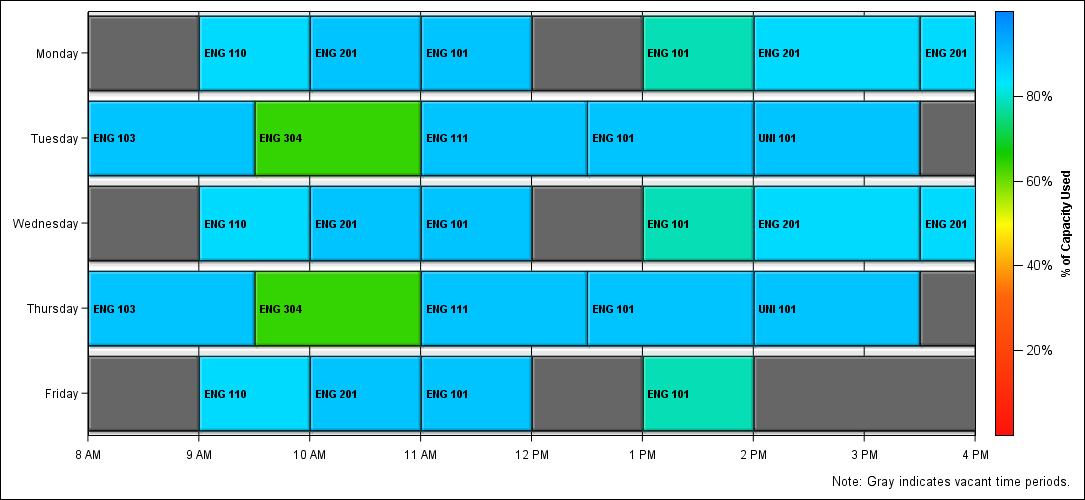 Monday ENG 110 ENG 201 ENG 101 ENG 101 ENG 201 ENG 201
80%
Tuesday ENG 103 ENG 304 ENG 111 ENG 101 UNI 101
60%
Wednesday ENG 110 ENG 201 ENG 101 ENG 101 ENG 201 ENG 201
% of Capacity Used
40%
Thursday ENG 103 ENG 304 ENG 111 ENG 101 UNI 101
20%
Friday ENG 110 ENG 201 ENG 101 ENG 101
8 AM 9 AM 10 AM 11 AM 12 PM 1 PM 2 PM 3 PM 4 PM
Note: Gray indicates vacant time periods.